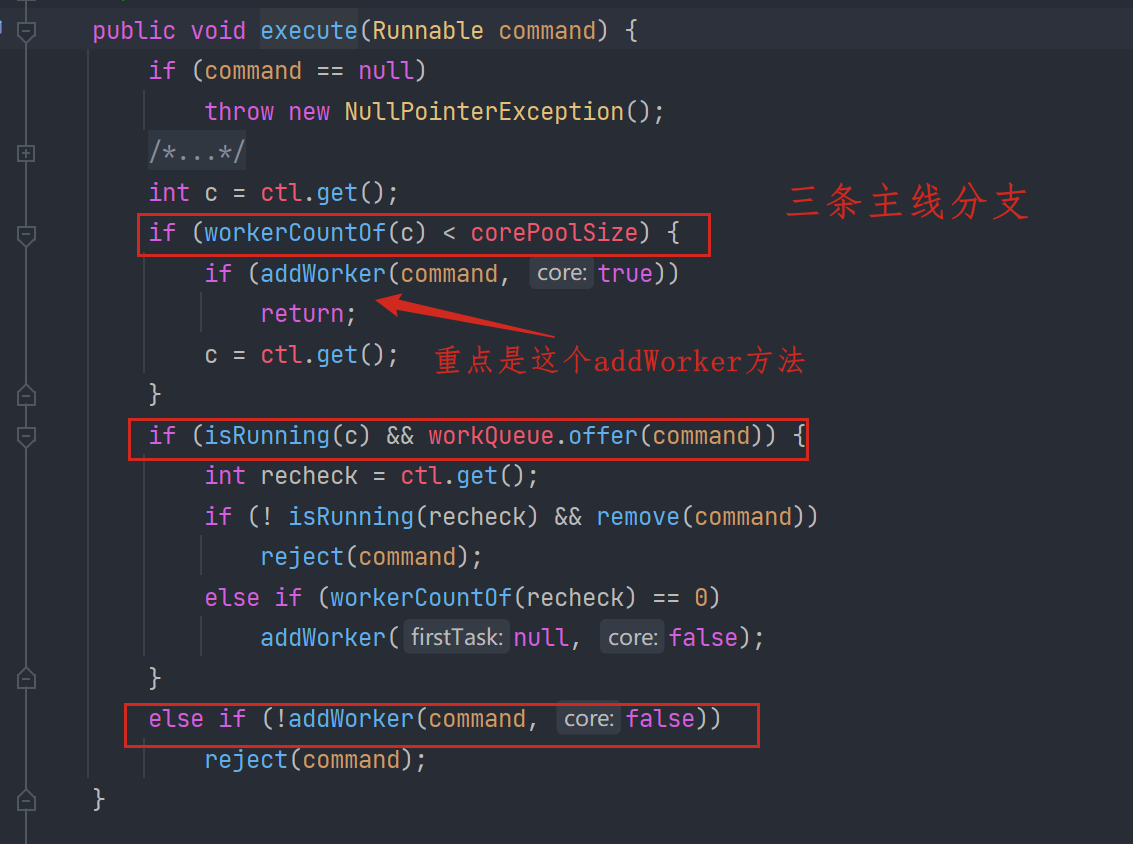 public void execute(Runnable command) {
if (command == null)
throw new NullPointerException();
/*...*/
int c = ctl.get();
三条主线分支
if (workerCountOf(c) < corePoolSize) {
if (addWorker(command, core: true))
return;
c = ctl.get();
重点是这个addWorker方法
}
if (isRunning(c) && workQueue.offer(command)) {
int recheck = ctl.get();
if (! isRunning(recheck) && remove(command))
reject(command);
else if (workerCountOf(recheck) == 0)
addWorker( firstTask: null, core: false);
}
else if (!addWorker(command, core: false))
reject(command);
}